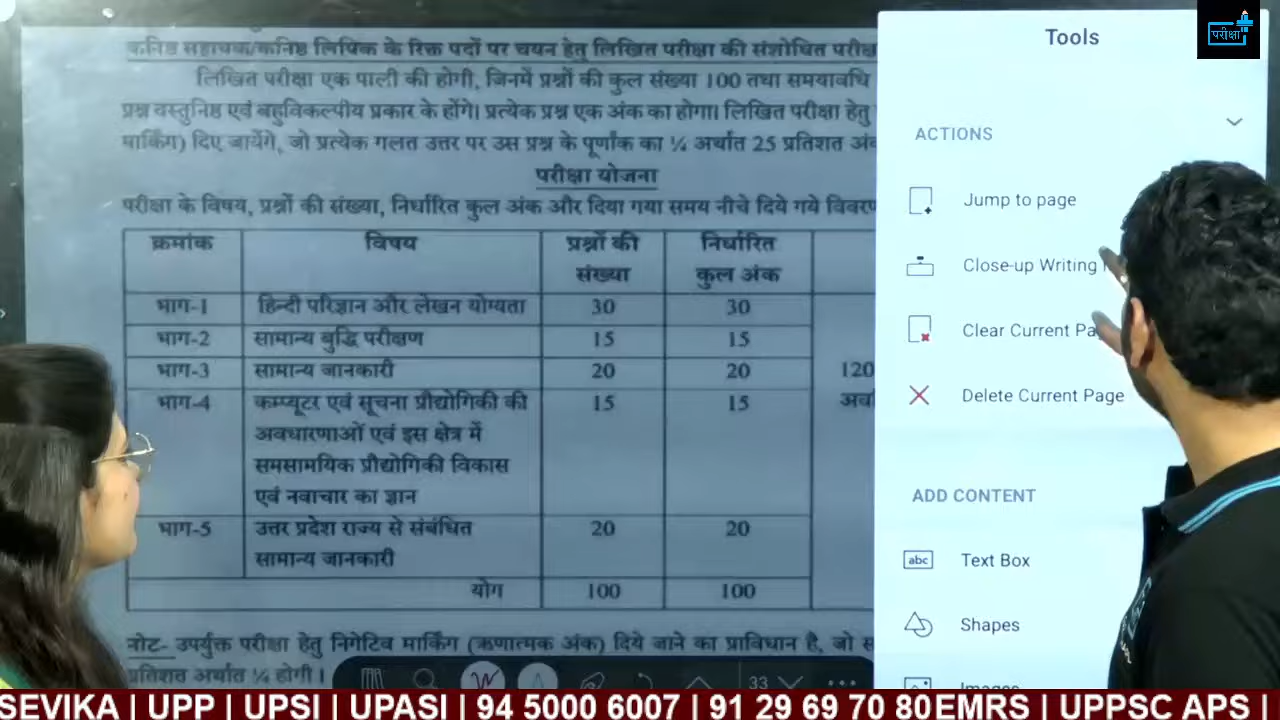 कनिष्ठ सहायक/कनिष्ठ लिपिक के रिक्त पदों पर चयन हेतु लिखित परीक्षा की संशोधित
लिखित परीक्षा एक पाली की होगी, जिनमें प्रश्नों की कुल संख्या 100 तथा समयावधि
प्रश्न वस्तुनिष्ठ एवं बहुविकल्पीय प्रकार के होंगे। प्रत्येक प्रश्न एक अंक का होगा। लिखित परीक्षा हेतु
मार्किंग) दिए जायेंगे, जो प्रत्येक गलत उत्तर पर उस प्रश्न के पूर्णांक का ¼ अर्थात 25 प्रतिशत
परीक्षा योजना
परीक्षा के विषय, प्रश्नों की संख्या, निर्धारित कुल अंक और दिया गया समय नीचे दिये गये
क्रमांक विषय प्रश्नों की संख्या निर्धारित कुल अंक
भाग-1 हिन्दी परिज्ञान और लेखन योग्यता 30 30
भाग-2 सामान्य बुद्धि परीक्षण 15 15
भाग-3 सामान्य जानकारी 20 20 120
भाग-4 कम्प्यूटर एवं सूचना प्रौद्योगिकी की 15 15
अवधारणाओं एवं इस क्षेत्र में
समसामयिक प्रौद्योगिकी विकास
एवं नवाचार का ज्ञान
भाग-5 उत्तर प्रदेश राज्य से संबंधित 20 20
सामान्य जानकारी
योग 100 100
नोट- उपर्युक्त परीक्षा हेतु निगेटिव मार्किंग (ऋणात्मक अंक) दिये जाने का प्राविधान है, जो
प्रतिशत अर्थात ¼ होगी।
33
Tools
ACTIONS
Jump to page
Close-up Writing
Clear Current
Delete Current Page
ADD CONTENT
abc Text Box
Shapes
Images
परीक्षा
SEVIKA | UPP | UPSI | UPASI | 94 5000 6007 | 91 29 69 70 80EMRS | UPPSC APS |